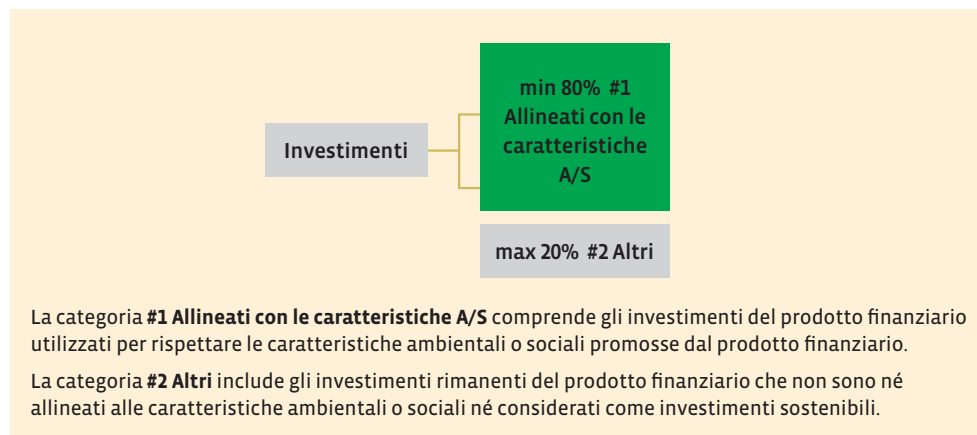 min 80% #1
Allineati con le
caratteristiche
A/S
Investimenti
max 20% #2 Altri
La categoria #1 Allineati con le caratteristiche A/S comprende gli investimenti del prodotto finanziario
utilizzati per rispettare le caratteristiche ambientali o sociali promosse dal prodotto finanziario.
La categoria #2 Altri include gli investimenti rimanenti del prodotto finanziario che non sono né
allineati alle caratteristiche ambientali o sociali né considerati come investimenti sostenibili.